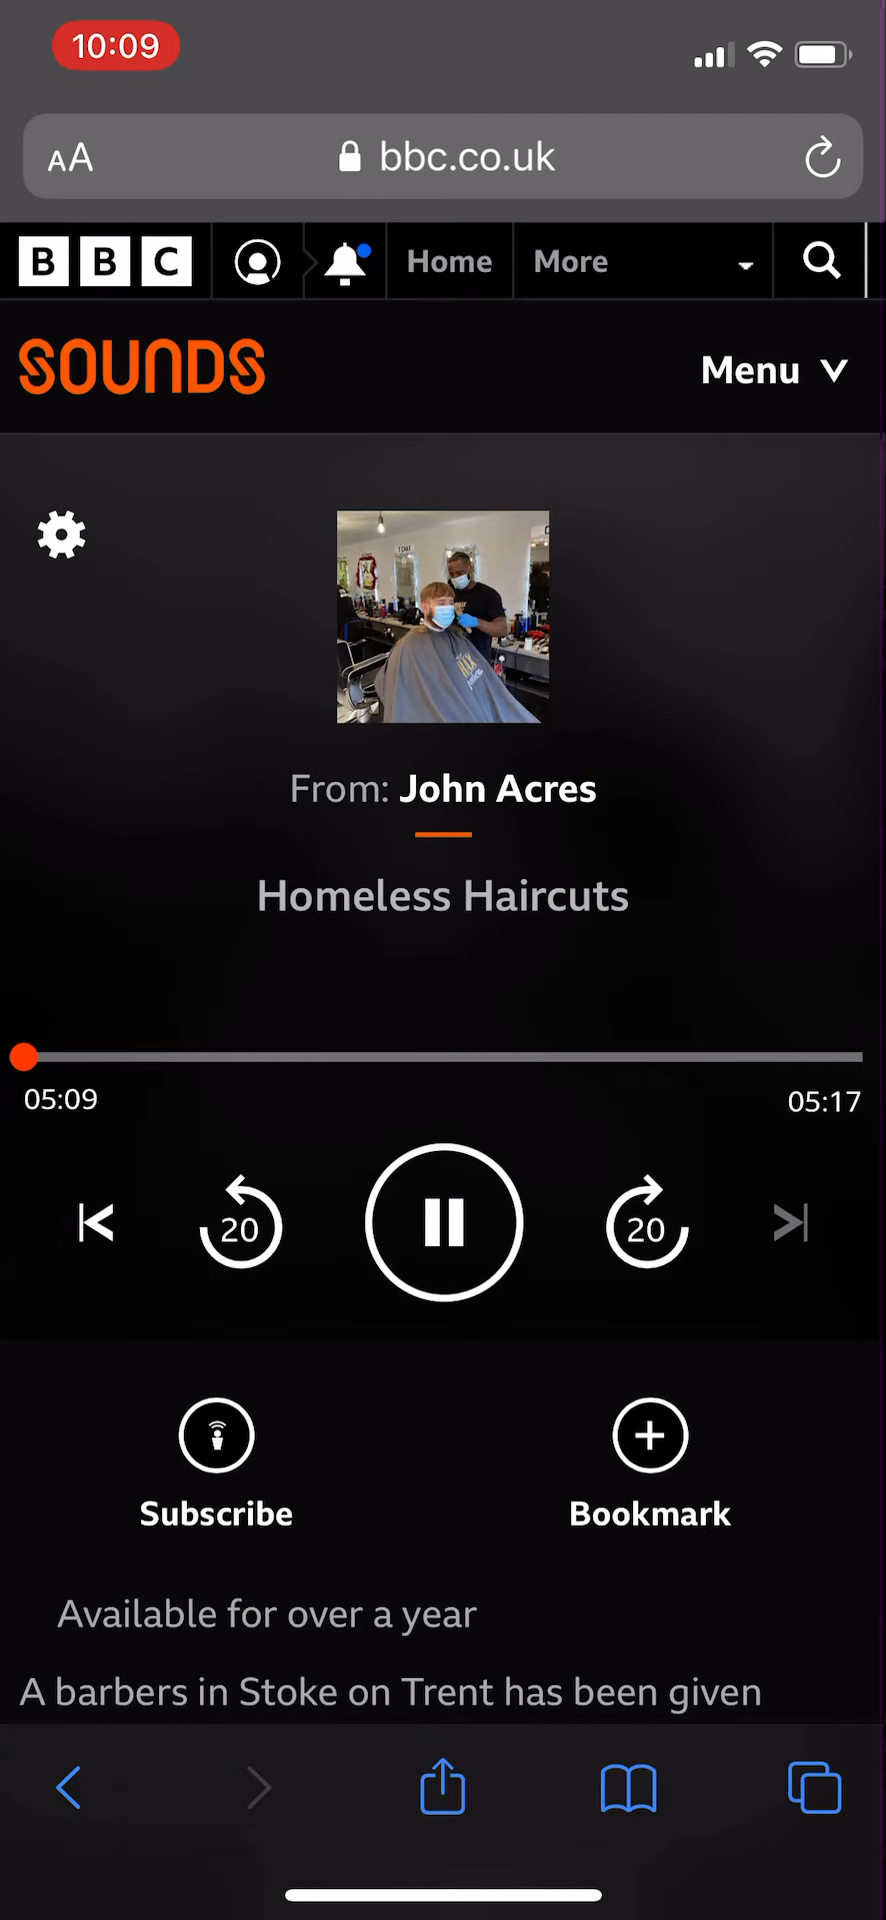 10:09
AA bbc.co.uk
BBC Home More
SOUNDS
Menu
From: John Acres
Homeless Haircuts
05:09 05:17
20 20
Subscribe Bookmark
Available for over a year
A barbers in Stoke on Trent has been given